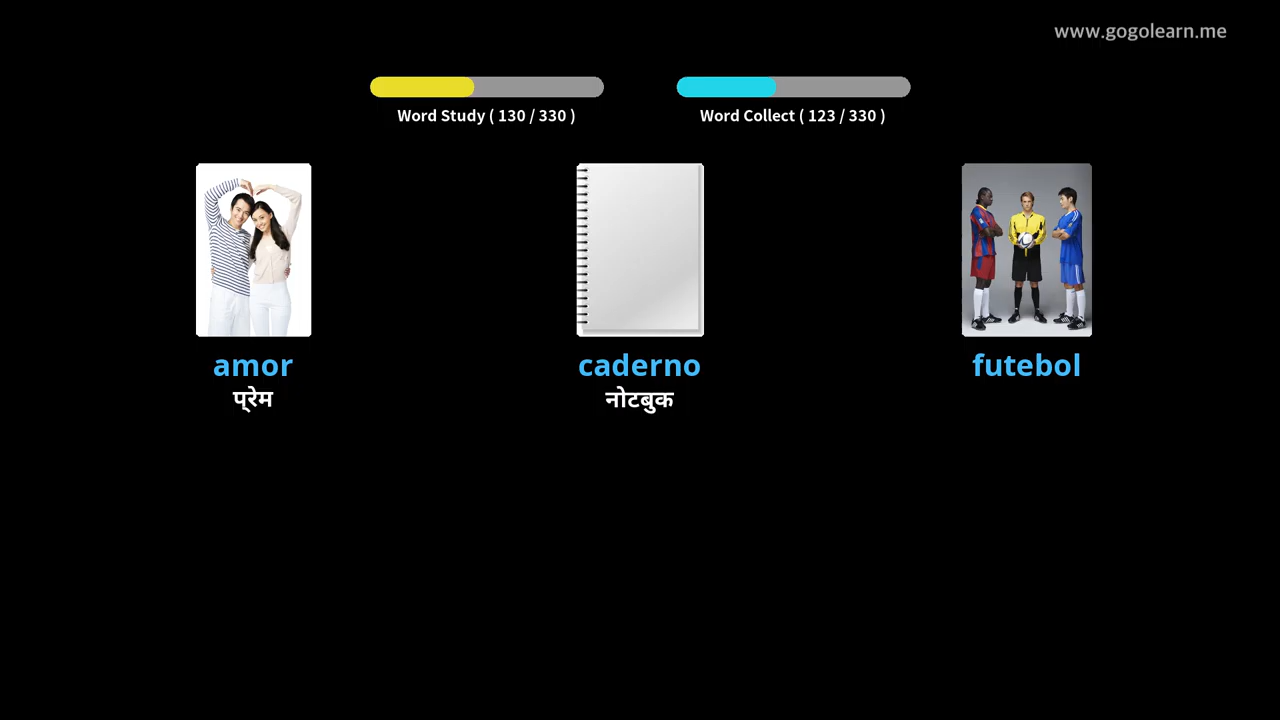 www.gogolearn.me
Word Study ( 130 / 330 )
Word Collect ( 123 / 330 )
amor
caderno
futebol
प्रेम
नोटबुक